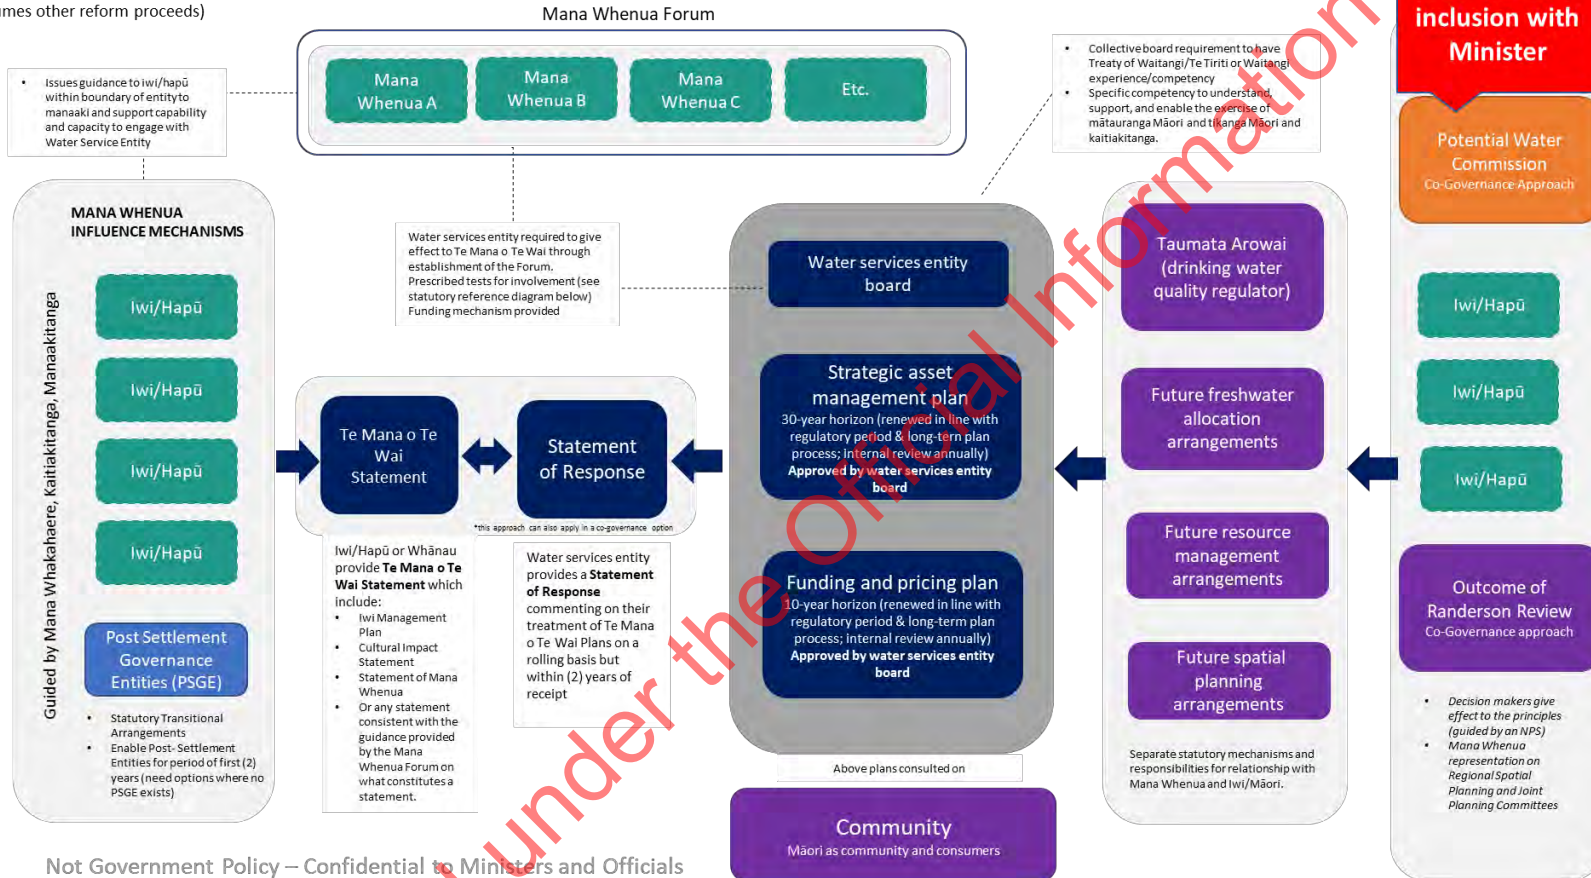 umes other reform proceeds)
Mana Whenua Forum
inclusion with
Minister
Mana
Whenua A
Mana
Whenua B
Mana
Whenua C
Etc.
• Issues guidance to iwi/hapū
within boundary of entity to
manaaki and support capability
and capacity to engage with
Water Service Entity
• Collective board requirement to have
Treaty of Waitangi/Te Tiriti or Waitangi
experience/competency
• Specific competency to understand,
support, and enable the exercise of
mātauranga Māori and tikanga Māori and
kaitiakitanga.
Potential Water
Commission
Co-Governance Approach
MANA WHENUA
INFLUENCE MECHANISMS
Guided by Mana Whakahaere, Kaitiakitanga, Manaakitanga
Iwi/Hapū
Iwi/Hapū
Iwi/Hapū
Iwi/Hapū
Post Settlement
Governance
Entities (PSGE)
• Statutory Transitional
Arrangements
• Enable Post- Settlement
Entities for period of first (2)
years (need options where no
PSGE exists)
Water services entity required to give
effect to Te Mana o Te Wai through
establishment of the Forum.
Prescribed tests for involvement (see
statutory reference diagram below)
Funding mechanism provided
Te Mana o Te
Wai
Statement
Statement
of Response
*this approach can also apply in a co-governance option
Iwi/Hapū or Whānau
provide Te Mana o Te
Wai Statement which
include:
• Iwi Management
Plan
• Cultural Impact
Statement
• Statement of Mana
Whenua
• Or any statement
consistent with the
guidance provided
by the Mana
Whenua Forum on
what constitutes a
statement.
Water services entity
provides a Statement
of Response
commenting on their
treatment of Te Mana
o Te Wai Plans on a
rolling basis but
within (2) years of
receipt
Water services entity
board
Strategic asset
management plan
30-year horizon (renewed in line with
regulatory period & long-term plan
process; internal review annually)
Approved by water services entity
board
Funding and pricing plan
10-year horizon (renewed in line with
regulatory period & long-term plan
process; internal review annually)
Approved by water services entity
board
Above plans consulted on
Community
Māori as community and consumers
Taumata Arowai
(drinking water
quality regulator)
Future freshwater
allocation
arrangements
Future resource
management
arrangements
Future spatial
planning
arrangements
Separate statutory mechanisms and
responsibilities for relationship with
Mana Whenua and Iwi/Māori.
Iwi/Hapū
Iwi/Hapū
Iwi/Hapū
Outcome of
Randerson Review
Co-Governance approach
• Decision makers give
effect to the principles
(guided by an NPS)
• Mana Whenua
representation on
Regional Spatial
Planning and Joint
Planning Committees
Not Government Policy – Confidential to Ministers and Officials
under the Official Information